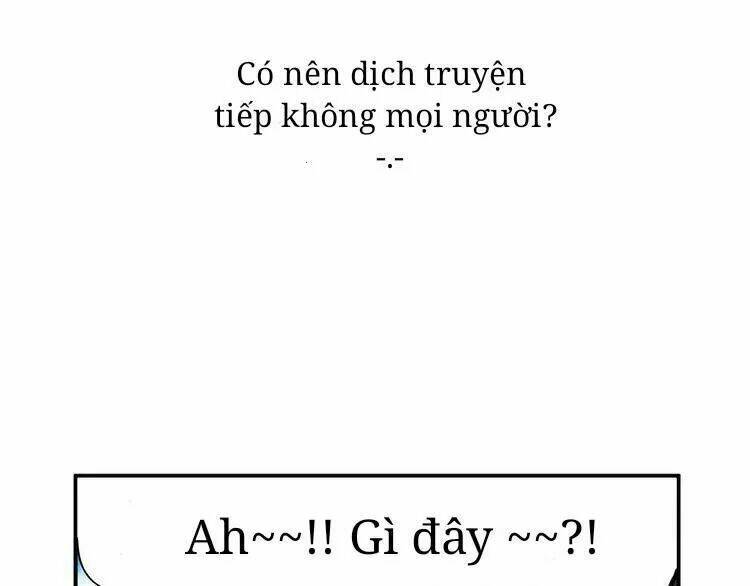 Có nên dịch truyện
tiếp không mọi người?
-.-
Ah~~!! Gì đây ~~?!